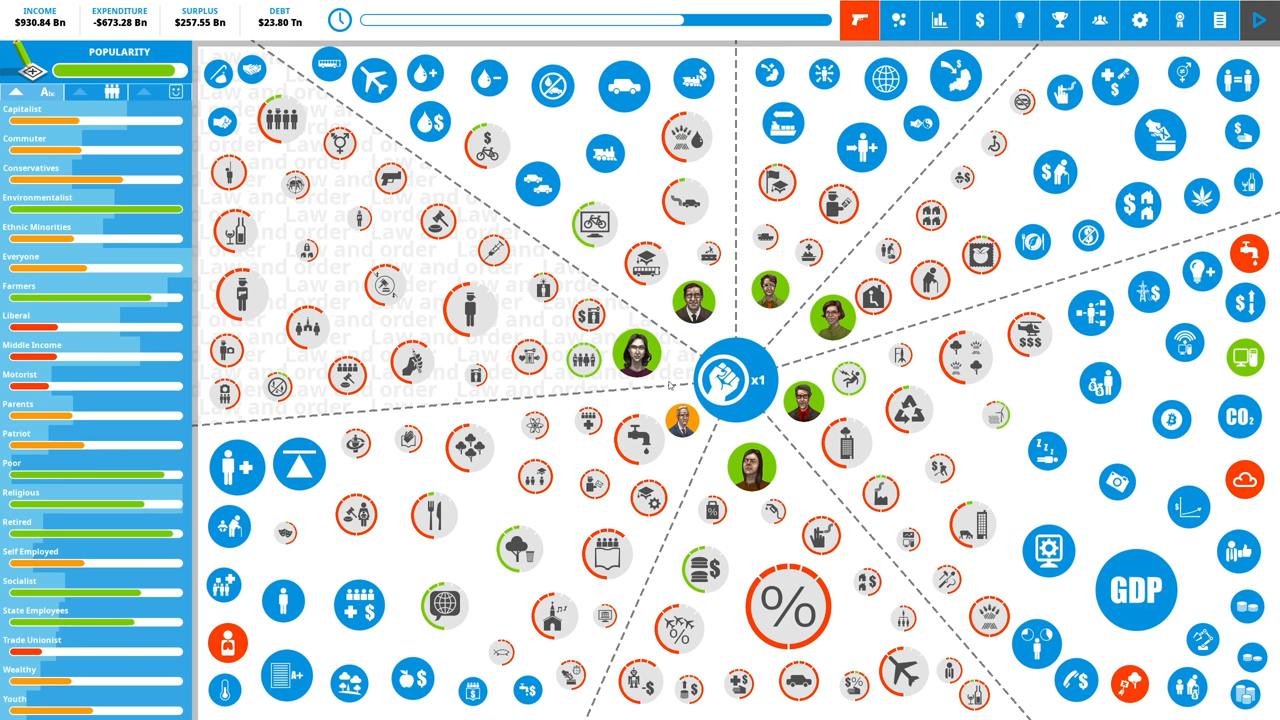 INCOME EXPENDITURE SURPLUS DEBT
$930.84 Bn -$673.28 Bn $257.55 Bn $23.80 Tn
POPULARITY
Abc
Capitalist
Commuter
Conservatives
Environmentalist
Ethnic Minorities
Everyone
Farmers
Liberal
Middle Income
Motorist
Parents
Patriot
Poor
Religious
Retired
Self Employed
Socialist
State Employees
Trade Unionist
Wealthy
Youth
Law and order
x1
$$$
CO₂
GDP
%
%
A+